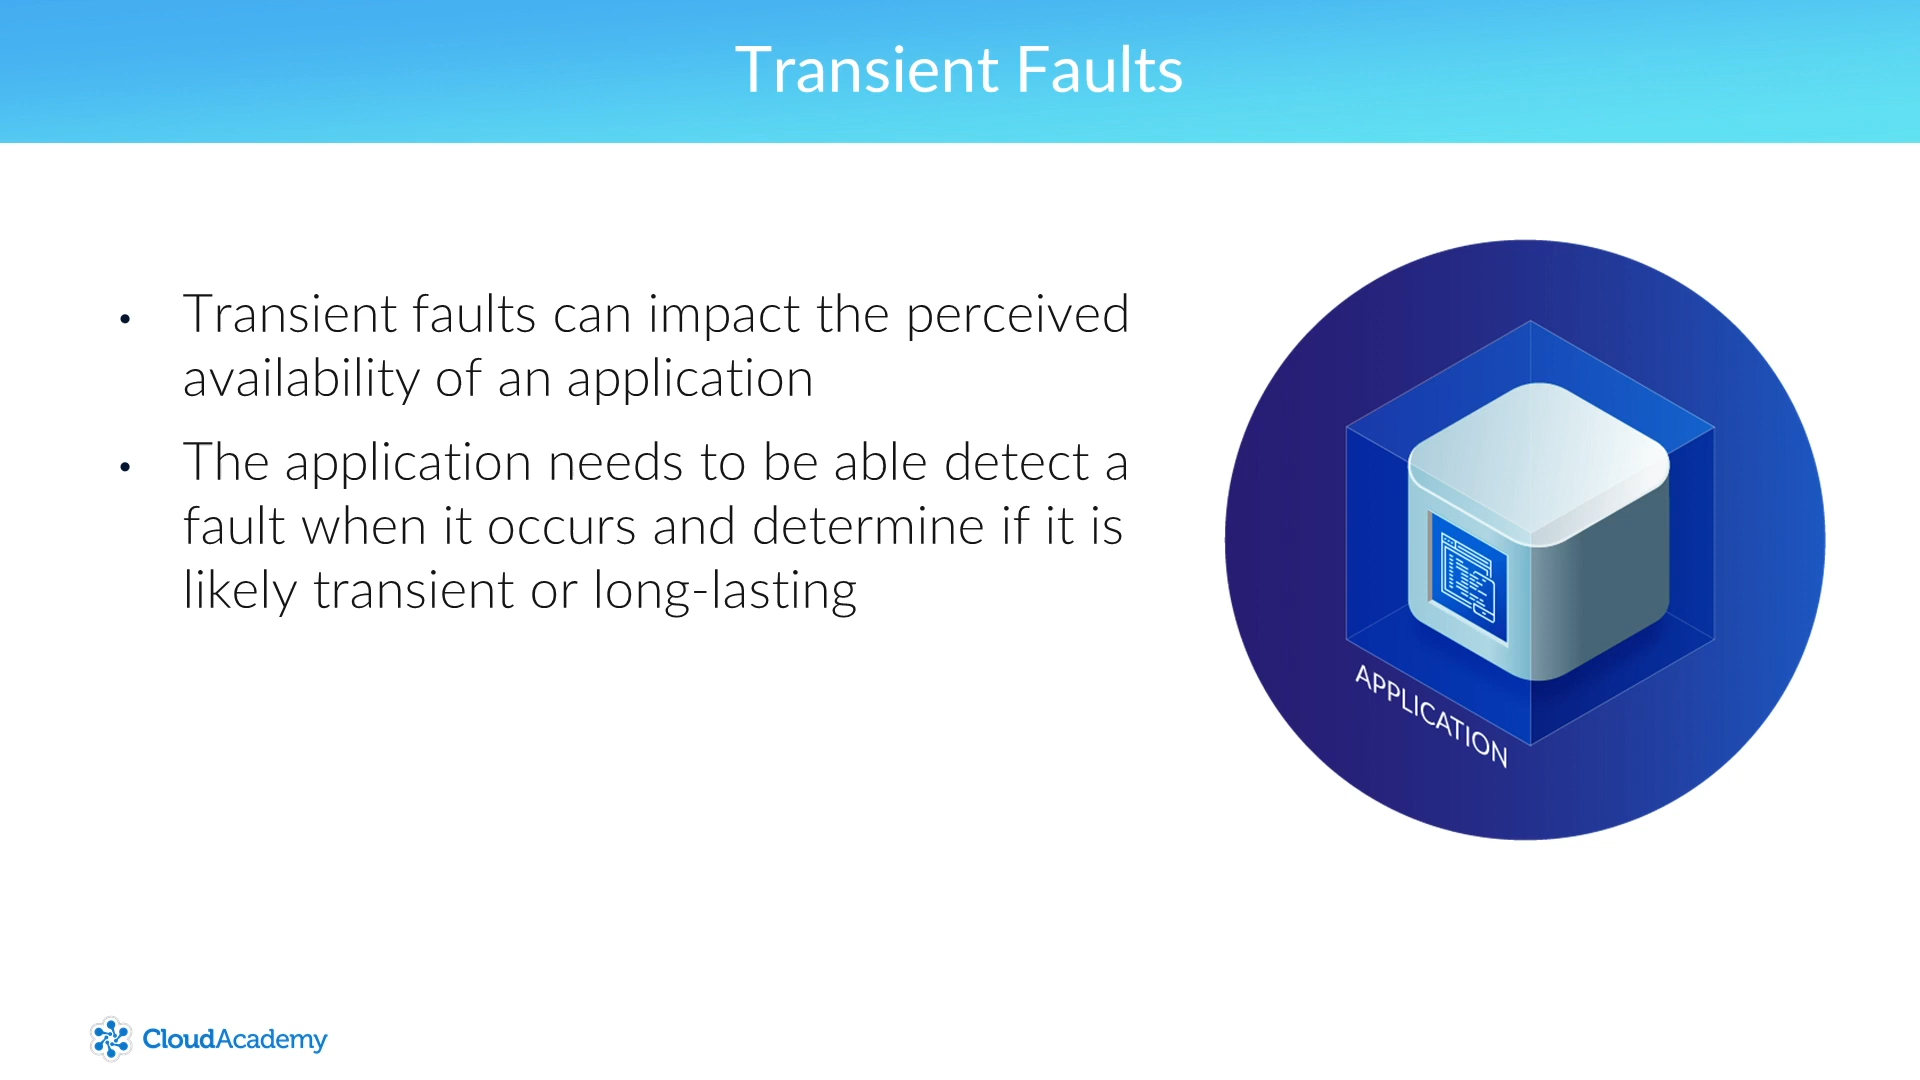 Transient Faults
• Transient faults can impact the perceived
availability of an application
• The application needs to be able detect a
fault when it occurs and determine if it is
likely transient or long-lasting
APPLICATION
CloudAcademy